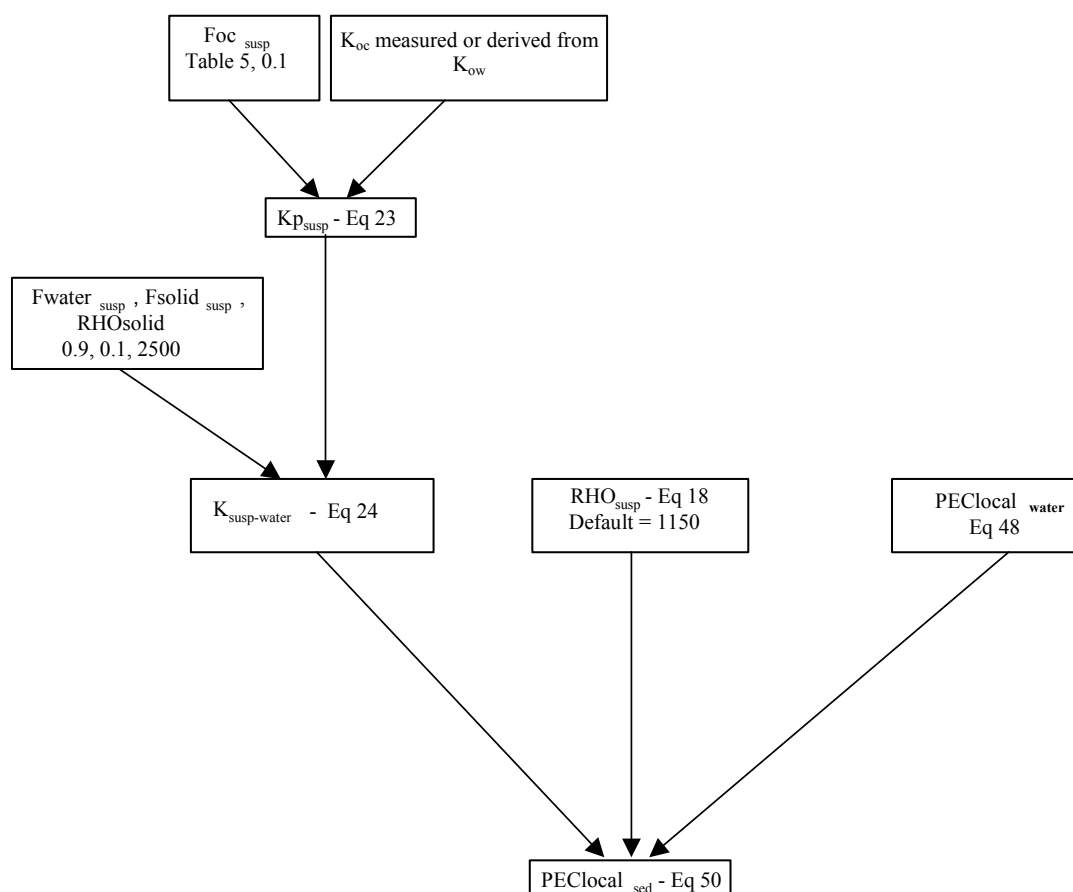 Foc susp
Table 5, 0.1
Koc measured or derived from
Kow
Kpsusp - Eq 23
Fwater susp , Fsolid susp ,
RHOsolid
0.9, 0.1, 2500
Ksusp-water - Eq 24
RHOsusp - Eq 18
Default = 1150
PEClocal water
Eq 48
PEClocal sed - Eq 50